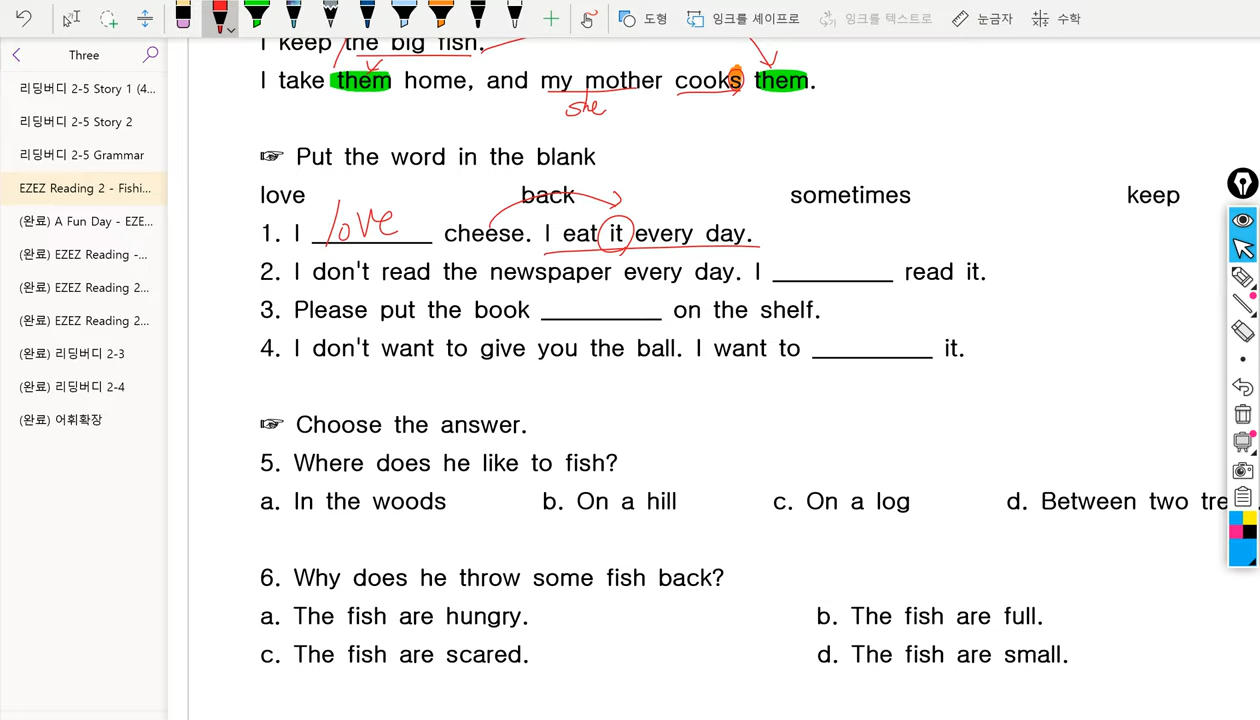 도형
잉크를 셰이프로
잉크를 텍스트로
눈금자
수학
Three
리딩버디 2-5 Story 1 (4...
리딩버디 2-5 Story 2
리딩버디 2-5 Grammar
EZEZ Reading 2 - Fishi...
(완료) A Fun Day - EZE...
(완료) EZEZ Reading -...
(완료) EZEZ Reading 2...
(완료) EZEZ Reading 2...
(완료) 리딩버디 2-3
(완료) 리딩버디 2-4
(완료) 어휘확장
I keep the big fish.
I take them home, and my mother cooks them.
she
☞ Put the word in the blank
love back sometimes keep
1. I love cheese. I eat it every day.
2. I don't read the newspaper every day. I __________ read it.
3. Please put the book __________ on the shelf.
4. I don't want to give you the ball. I want to __________ it.
☞ Choose the answer.
5. Where does he like to fish?
a. In the woods b. On a hill c. On a log d. Between two tre
6. Why does he throw some fish back?
a. The fish are hungry. b. The fish are full.
c. The fish are scared. d. The fish are small.